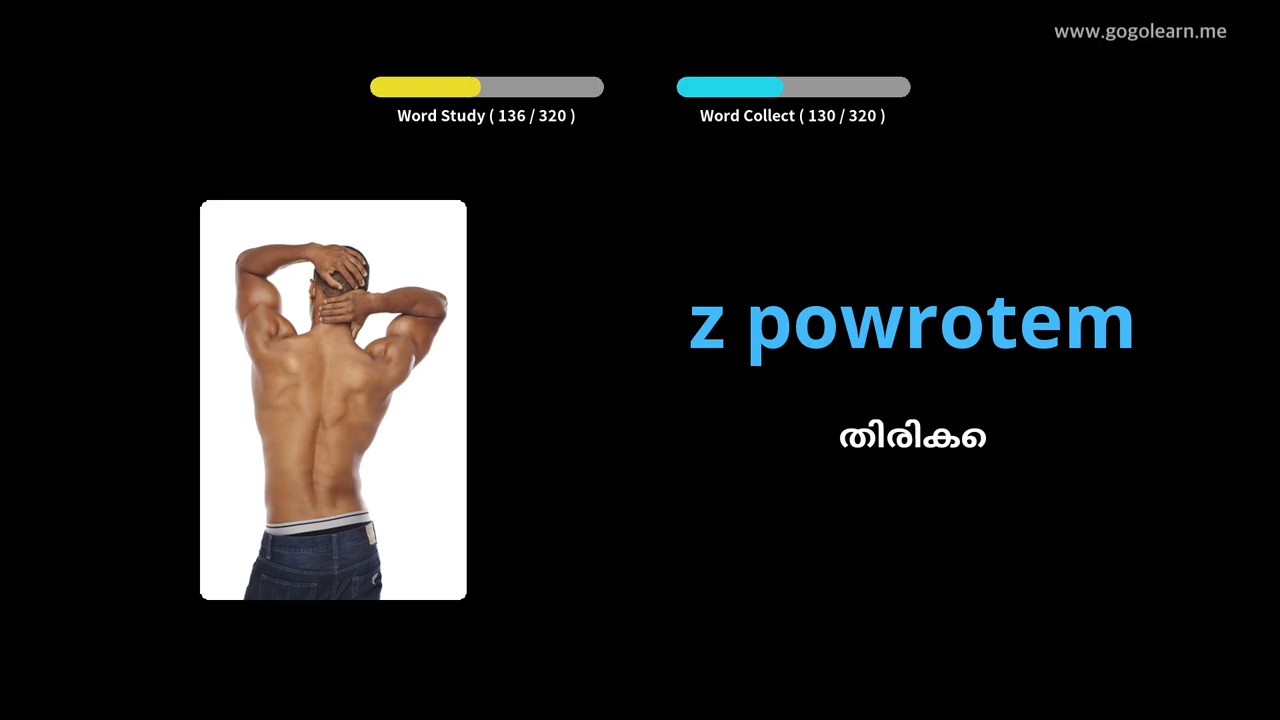 www.gogolearn.me
Word Study ( 136 / 320 )
Word Collect ( 130 / 320 )
z powrotem
തിരികെ